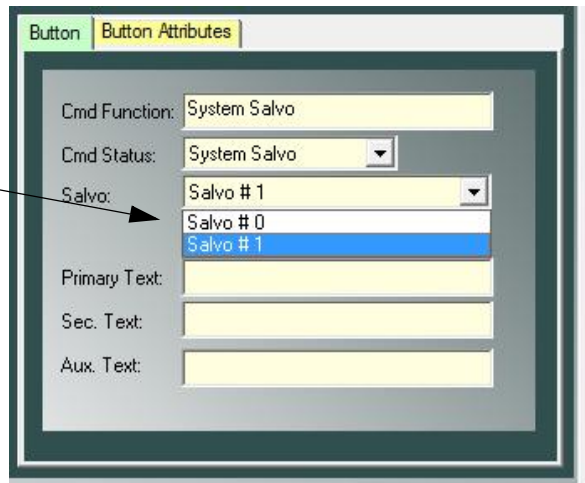 Button Button Attributes
Cmd Function: System Salvo
Cmd Status: System Salvo
Salvo: Salvo # 1
Salvo # 0
Salvo # 1
Primary Text:
Sec. Text:
Aux. Text: